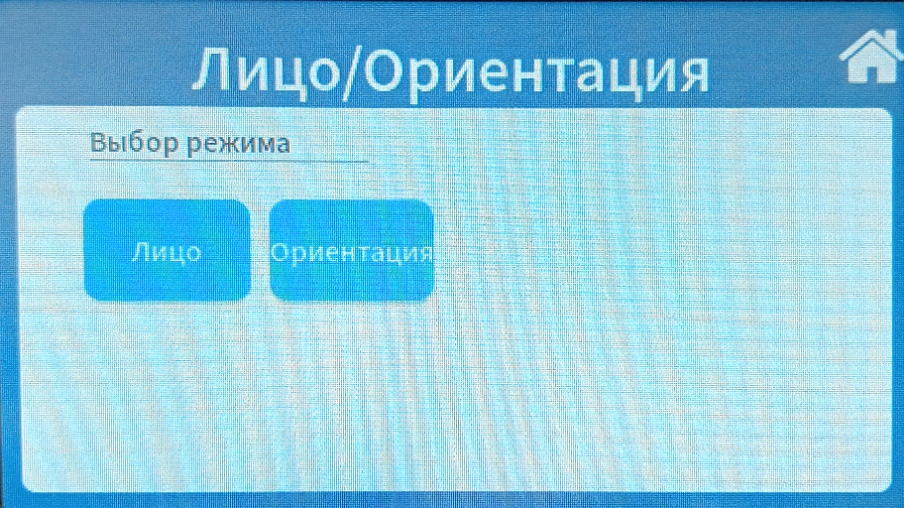 Лицо/Ориентация
Выбор режима
Лицо
Ориентация